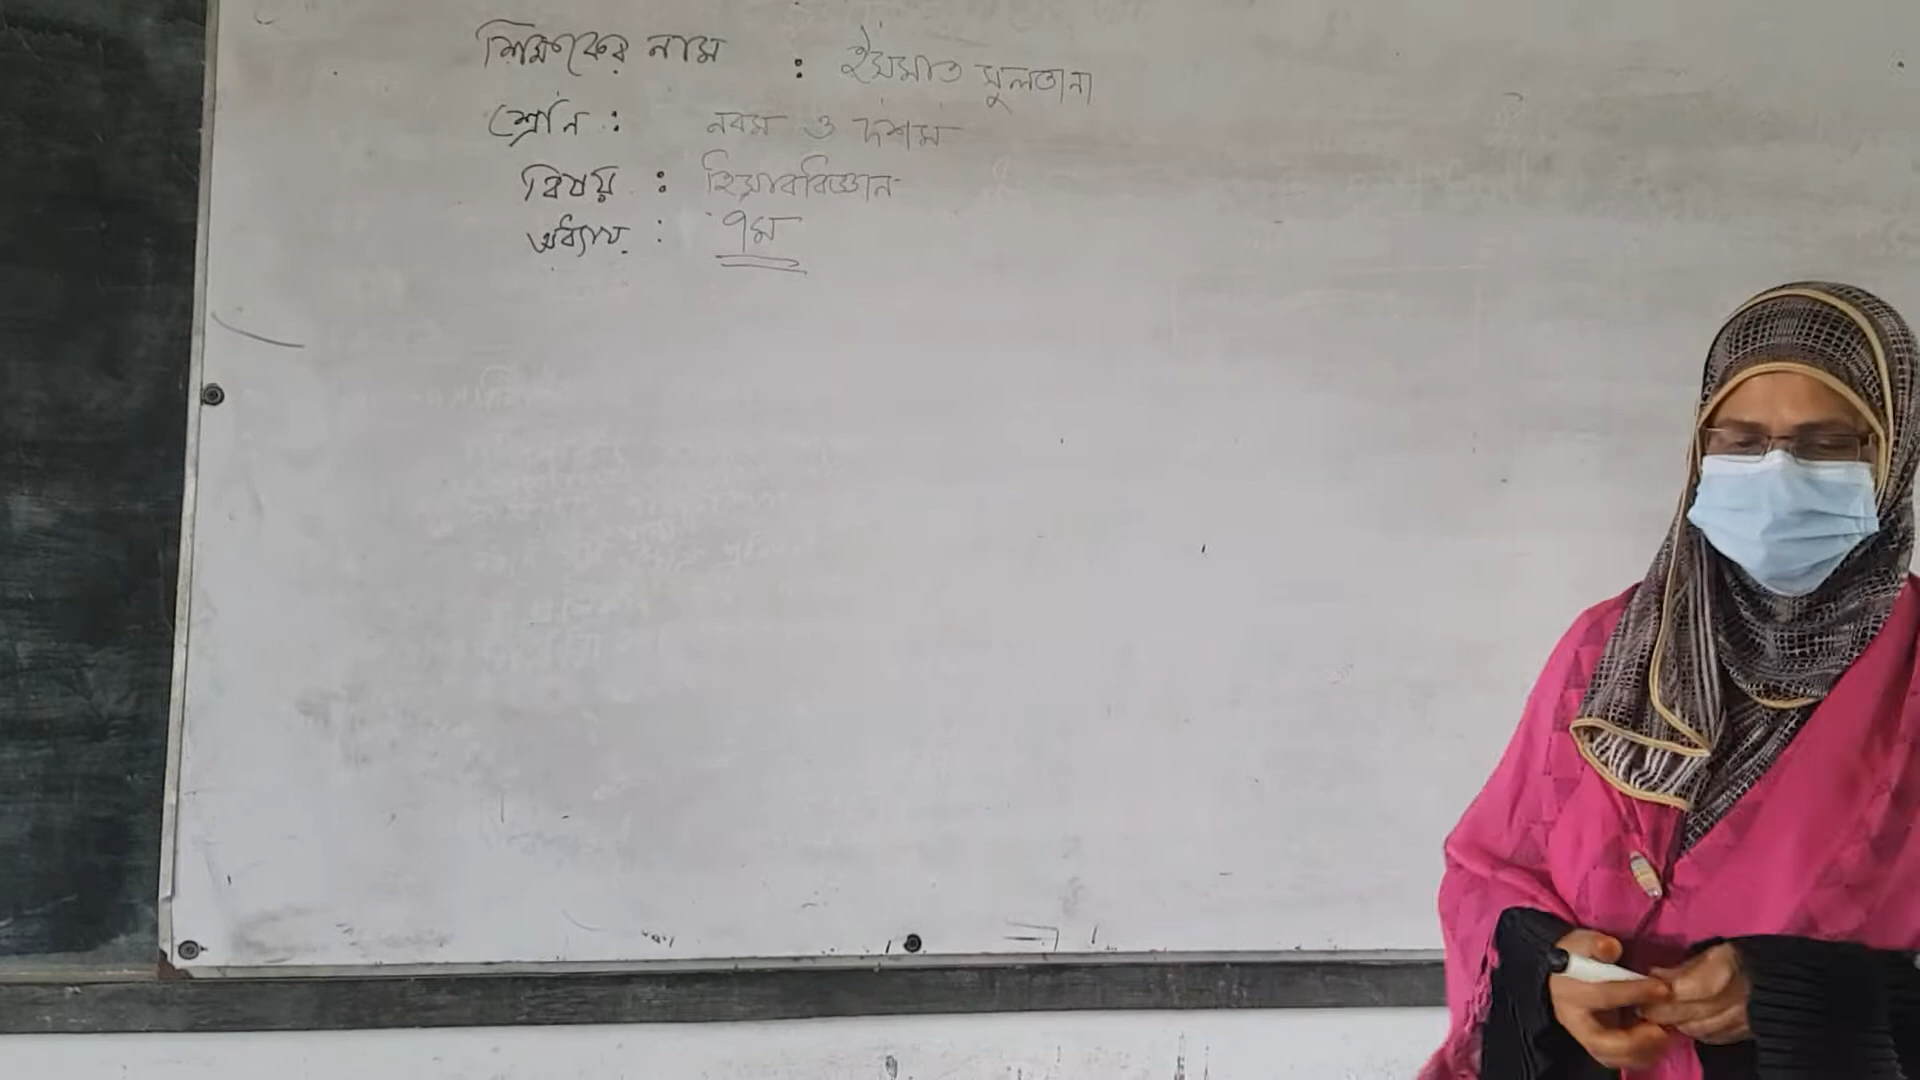 শিক্ষকের নাম : ইসমাত সুলতানা
শ্রেনি : নবম ও দশম
বিষয় : হিসাববিজ্ঞান
অধ্যায় : ৭ম